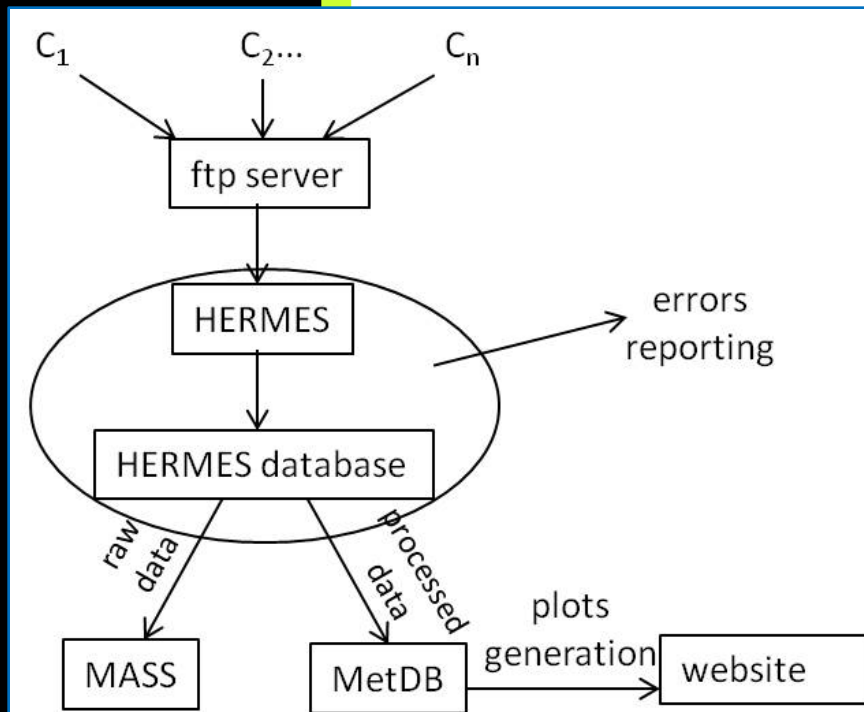 C₁ C₂... Cₙ
ftp server
HERMES
errors
reporting
HERMES database
raw
data
processed
data
plots
generation
MASS
MetDB
website